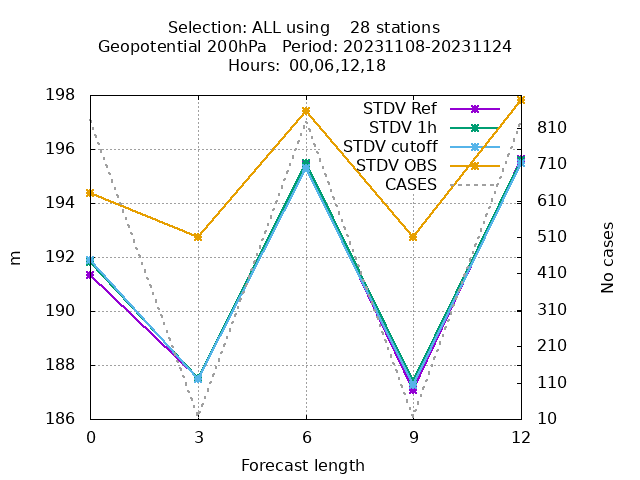 Selection: ALL using    28 stations
Geopotential 200hPa   Period: 20231108-20231124
Hours: 00,06,12,18
STDV Ref
STDV 1h
STDV cutoff
STDV OBS
CASES
198
196
194
192
190
188
186
m
810
710
610
510
410
310
210
110
10
No cases
0
3
6
9
12
Forecast length